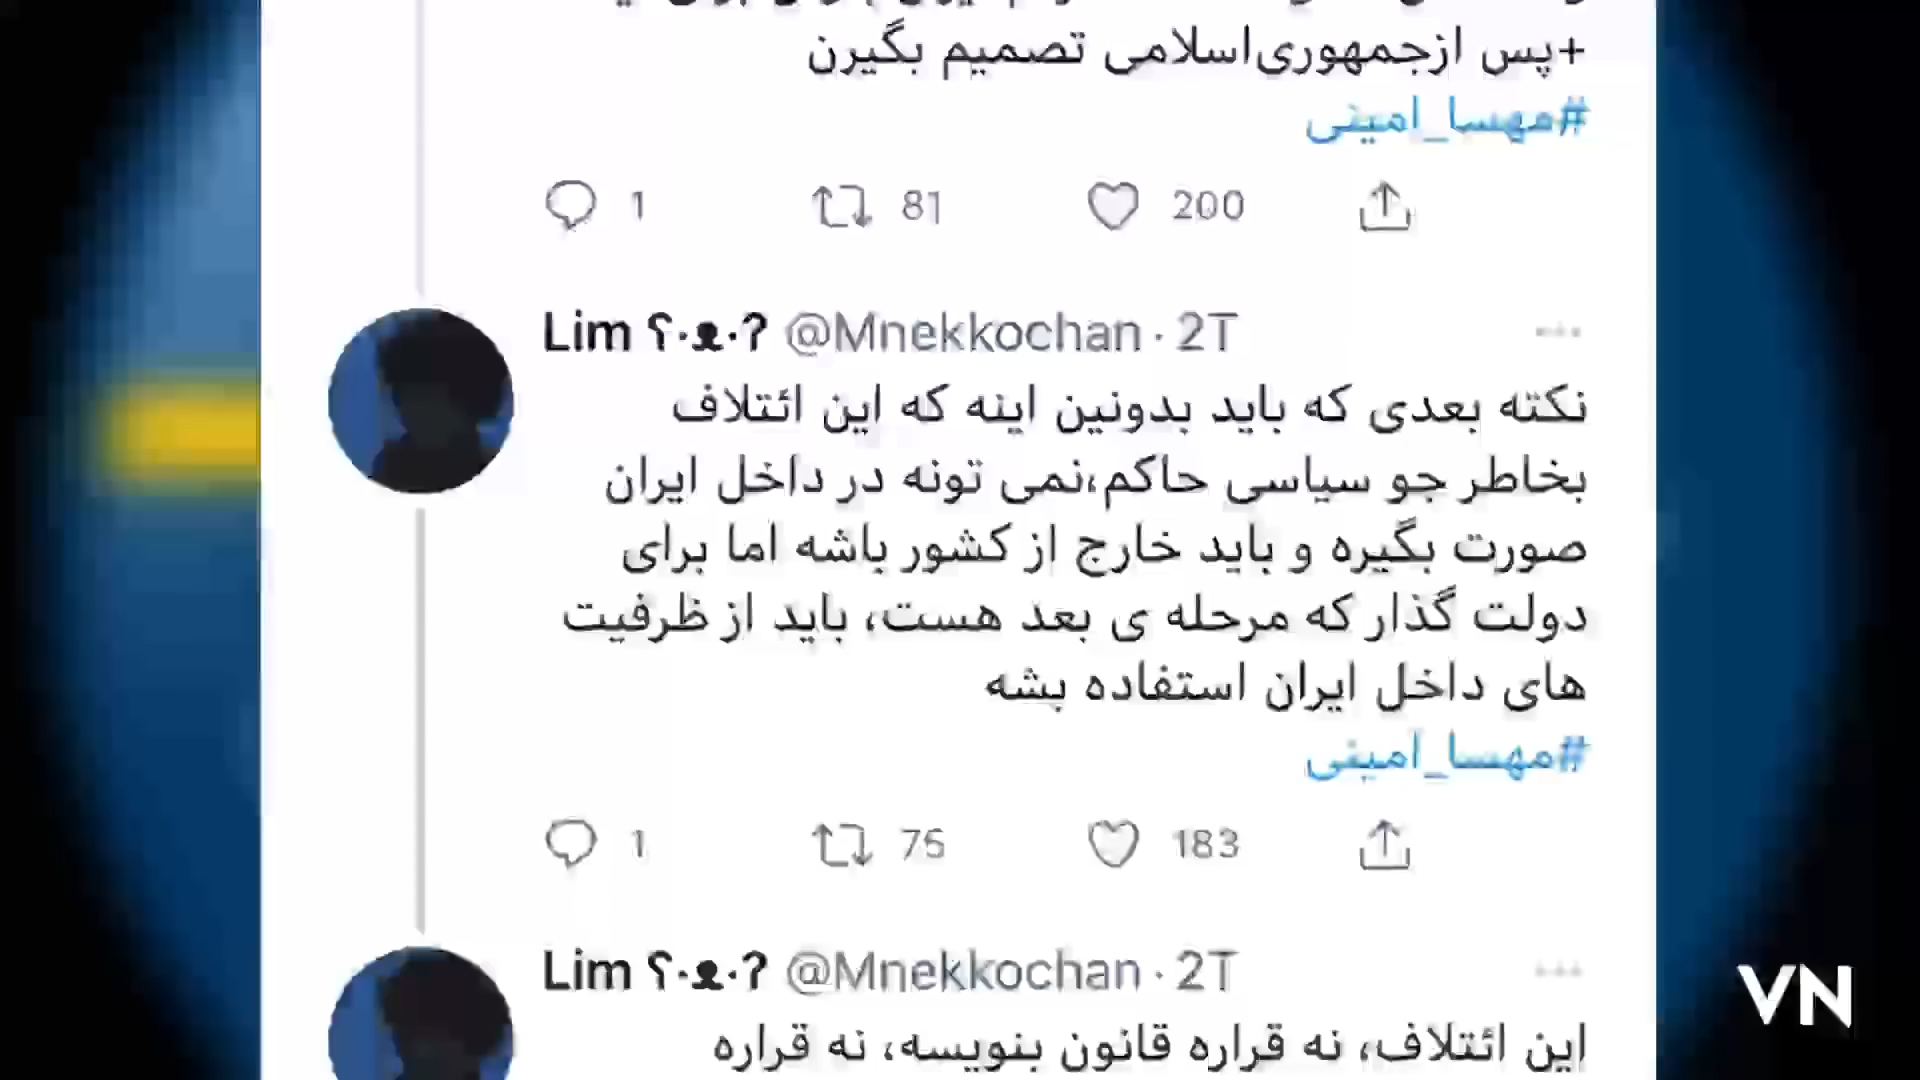 +پس ازجمهوری‌اسلامی تصمیم بگیرن
#مهسا_امینی
1 81 200
Lim ʕ·ᴥ·ʔ @Mnekkochan · 2T
نکته بعدی که باید بدونین اینه که این ائتلاف
بخاطر جو سیاسی حاکم،نمی تونه در داخل ایران
صورت بگیره و باید خارج از کشور باشه اما برای
دولت گذار که مرحله ی بعد هست، باید از ظرفیت
های داخل ایران استفاده بشه
#مهسا_امینی
1 75 183
Lim ʕ·ᴥ·ʔ @Mnekkochan · 2T
این ائتلاف، نه قراره قانون بنویسه، نه قراره
VN